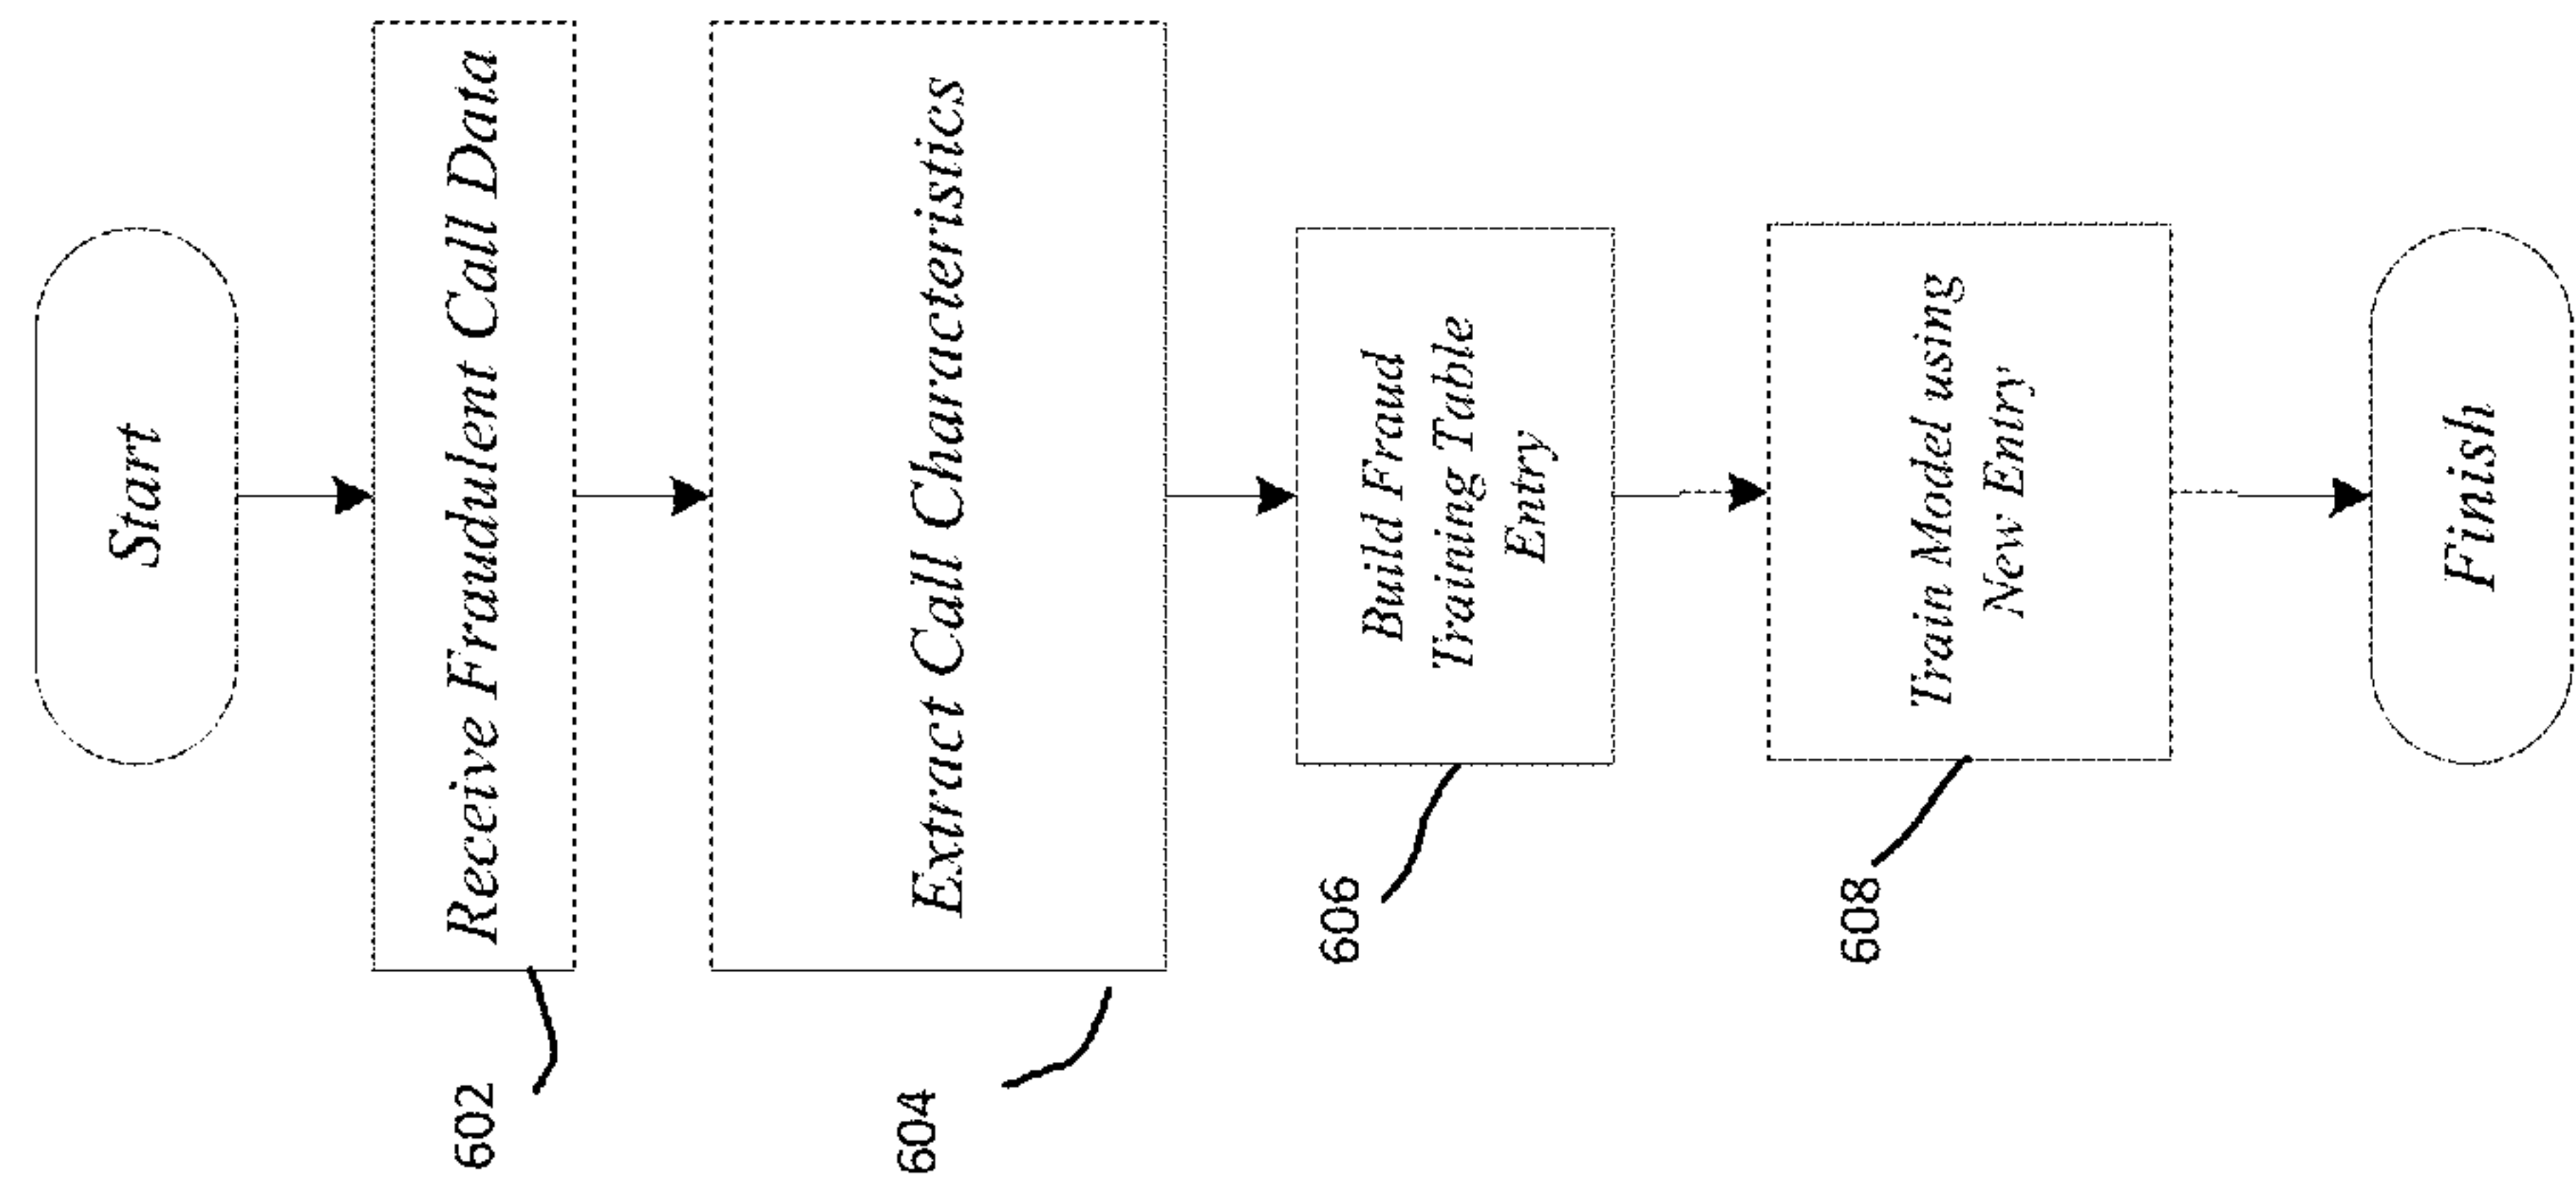 Start
Receive Fraudulent Call Data
602
Extract Call Characteristics
604
Build Fraud
Training Table
Entry
606
Train Model using
New Entry
608
Finish